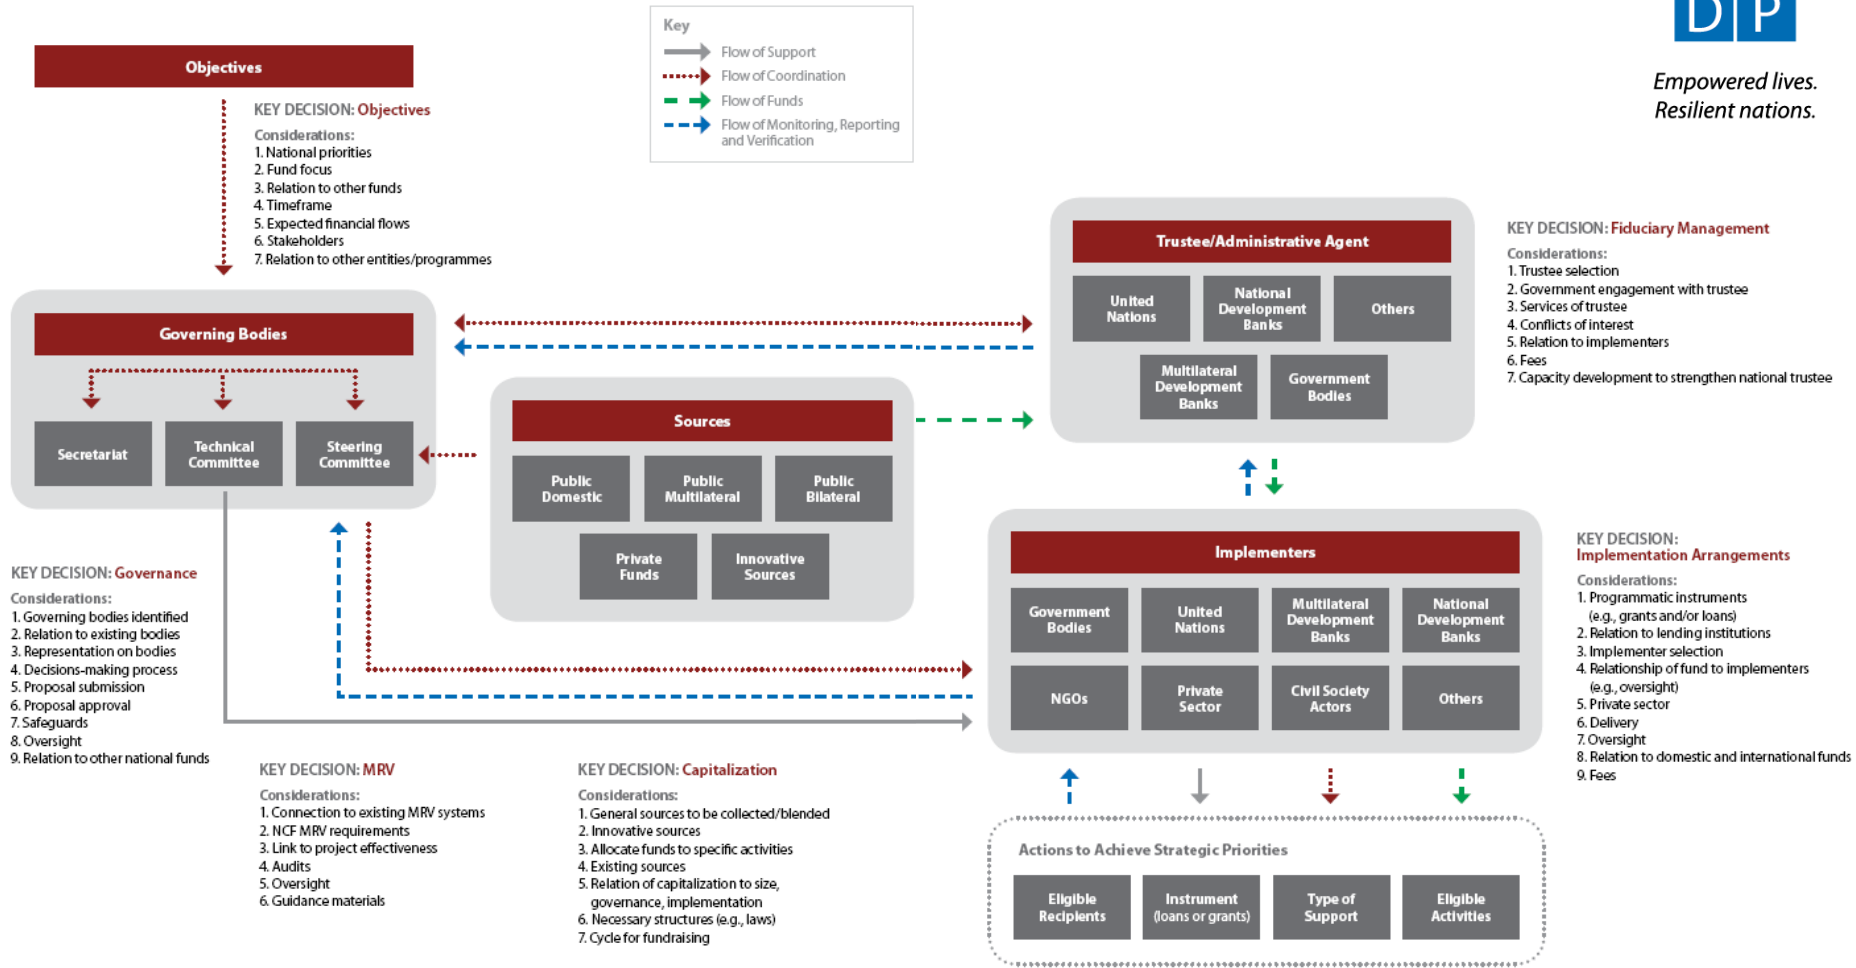 Key
Flow of Support
Flow of Coordination
Flow of Funds
Flow of Monitoring, Reporting
and Verification
D P
Empowered lives.
Resilient nations.
Objectives
KEY DECISION: Objectives
Considerations:
1. National priorities
2. Fund focus
3. Relation to other funds
4. Timeframe
5. Expected financial flows
6. Stakeholders
7. Relation to other entities/programmes
Governing Bodies
Secretariat
Technical
Committee
Steering
Committee
Sources
Public
Domestic
Public
Multilateral
Public
Bilateral
Private
Funds
Innovative
Sources
Trustee/Administrative Agent
United
Nations
National
Development
Banks
Others
Multilateral
Development
Banks
Government
Bodies
KEY DECISION: Fiduciary Management
Considerations:
1. Trustee selection
2. Government engagement with trustee
3. Services of trustee
4. Conflicts of interest
5. Relation to implementers
6. Fees
7. Capacity development to strengthen national trustee
Implementers
Government
Bodies
United
Nations
Multilateral
Development
Banks
National
Development
Banks
NGOs
Private
Sector
Civil Society
Actors
Others
KEY DECISION:
Implementation Arrangements
Considerations:
1. Programmatic instruments
(e.g., grants and/or loans)
2. Relation to lending institutions
3. Implementer selection
4. Relationship of fund to implementers
(e.g., oversight)
5. Private sector
6. Delivery
7. Oversight
8. Relation to domestic and international funds
9. Fees
KEY DECISION: Governance
Considerations:
1. Governing bodies identified
2. Relation to existing bodies
3. Representation on bodies
4. Decisions-making process
5. Proposal submission
6. Proposal approval
7. Safeguards
8. Oversight
9. Relation to other national funds
KEY DECISION: MRV
Considerations:
1. Connection to existing MRV systems
2. NCF MRV requirements
3. Link to project effectiveness
4. Audits
5. Oversight
6. Guidance materials
KEY DECISION: Capitalization
Considerations:
1. General sources to be collected/blended
2. Innovative sources
3. Allocate funds to specific activities
4. Existing sources
5. Relation of capitalization to size,
governance, implementation
6. Necessary structures (e.g., laws)
7. Cycle for fundraising
Actions to Achieve Strategic Priorities
Eligible
Recipients
Instrument
(loans or grants)
Type of
Support
Eligible
Activities